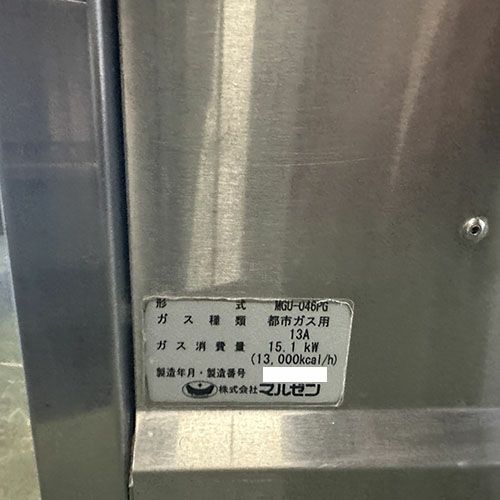 形式 MGU-046PG
ガス種類 都市ガス用
13A
ガス消費量 15.1 kW
(13,000kcal/h)
製造年月・製造番号
株式会社マルゼン